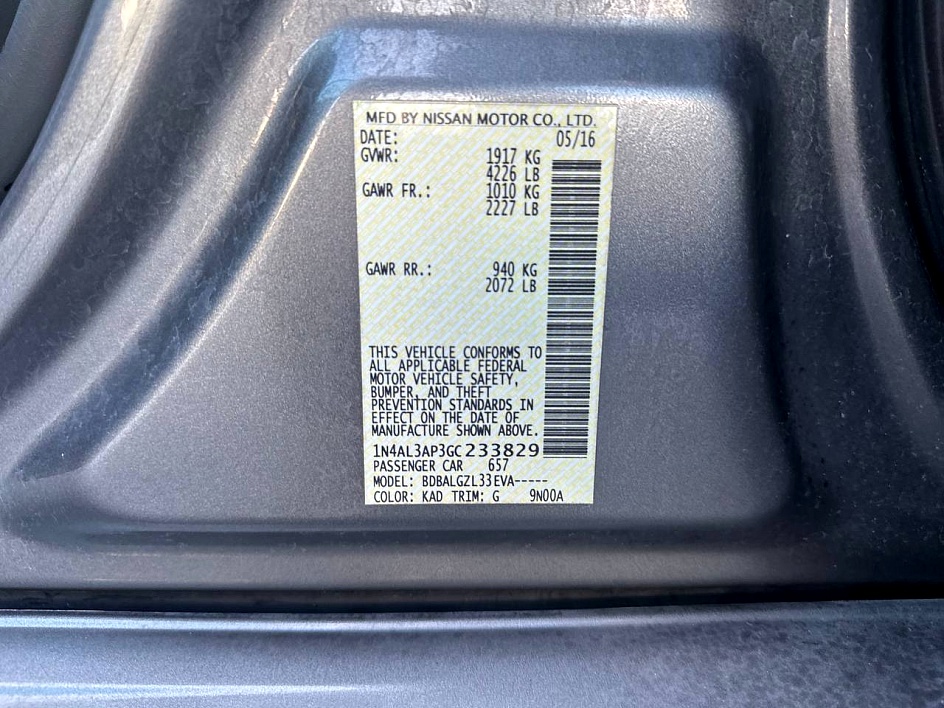 MFD BY NISSAN MOTOR CO., LTD.
DATE: 05/16
GVWR: 1917 KG
4226 LB
GAWR FR.: 1010 KG
2227 LB
GAWR RR.: 940 KG
2072 LB
THIS VEHICLE CONFORMS TO
ALL APPLICABLE FEDERAL
MOTOR VEHICLE SAFETY,
BUMPER, AND THEFT
PREVENTION STANDARDS IN
EFFECT ON THE DATE OF
MANUFACTURE SHOWN ABOVE.
1N4AL3AP3GC233829
PASSENGER CAR 657
MODEL: BDBALGZL33EVA-----
COLOR: KAD TRIM: G 9N00A